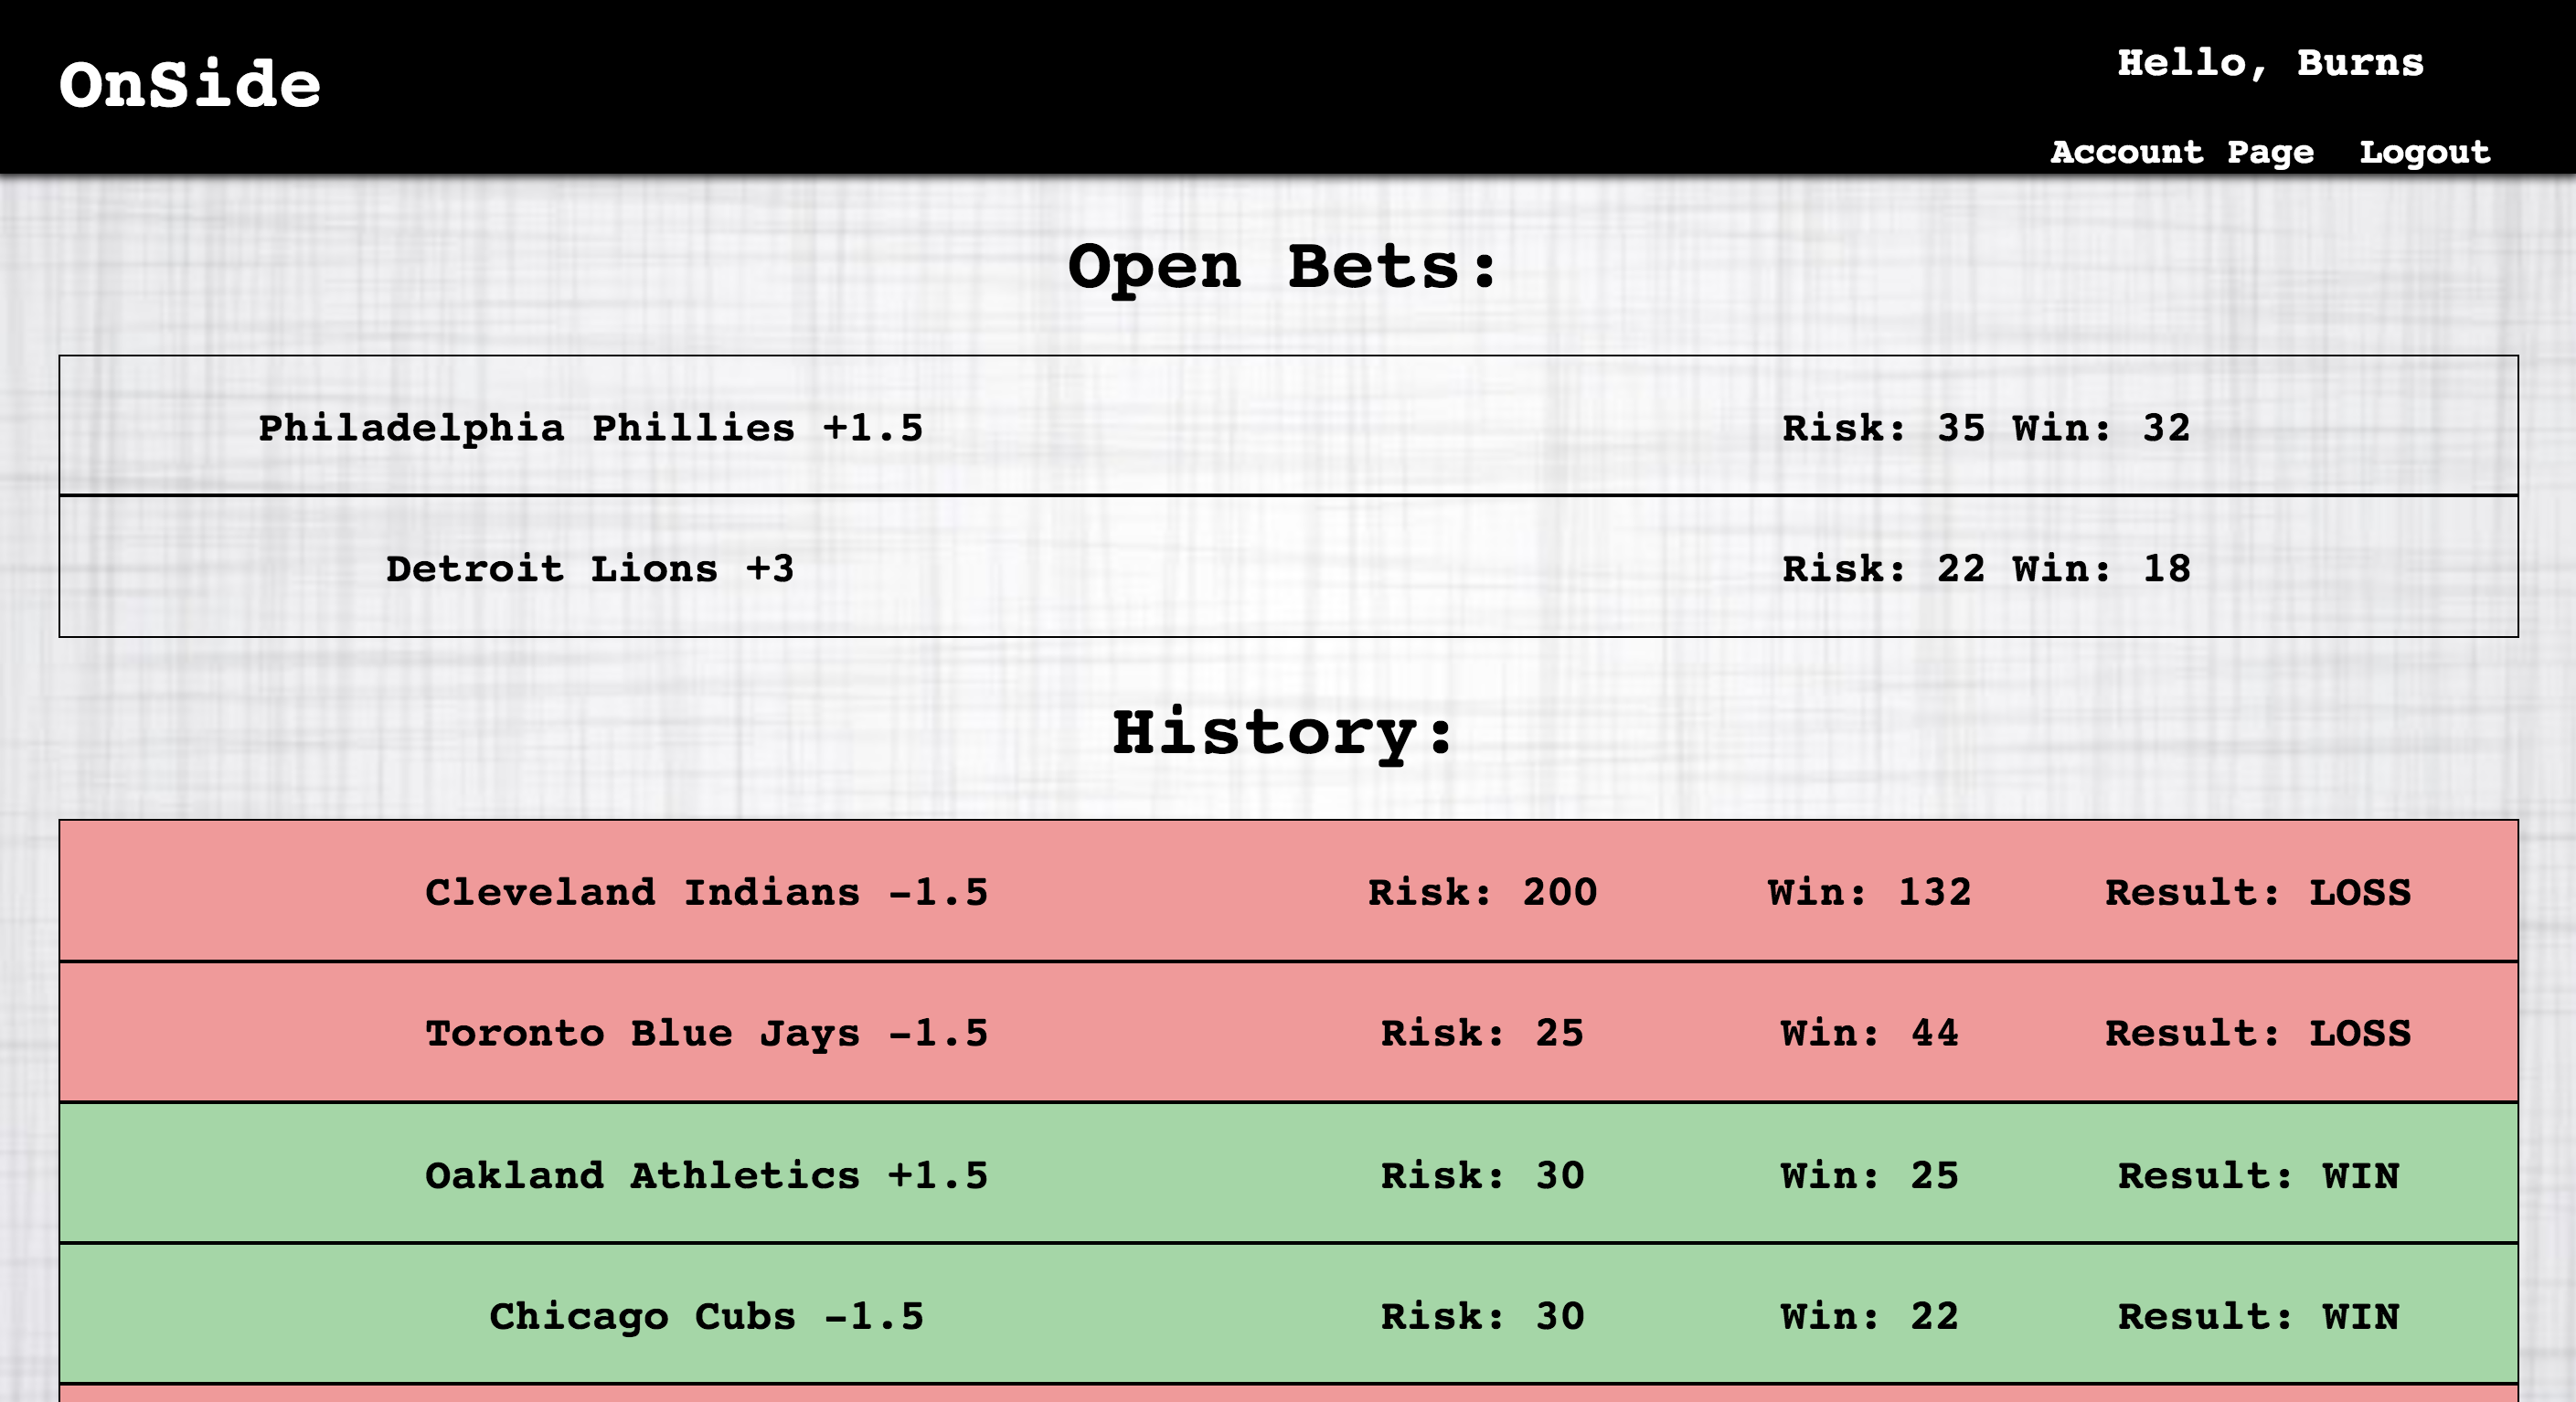 OnSide
Hello, Burns
Account Page Logout
Open Bets:
Philadelphia Phillies +1.5 Risk: 35 Win: 32
Detroit Lions +3 Risk: 22 Win: 18
History:
Cleveland Indians -1.5 Risk: 200 Win: 132 Result: LOSS
Toronto Blue Jays -1.5 Risk: 25 Win: 44 Result: LOSS
Oakland Athletics +1.5 Risk: 30 Win: 25 Result: WIN
Chicago Cubs -1.5 Risk: 30 Win: 22 Result: WIN